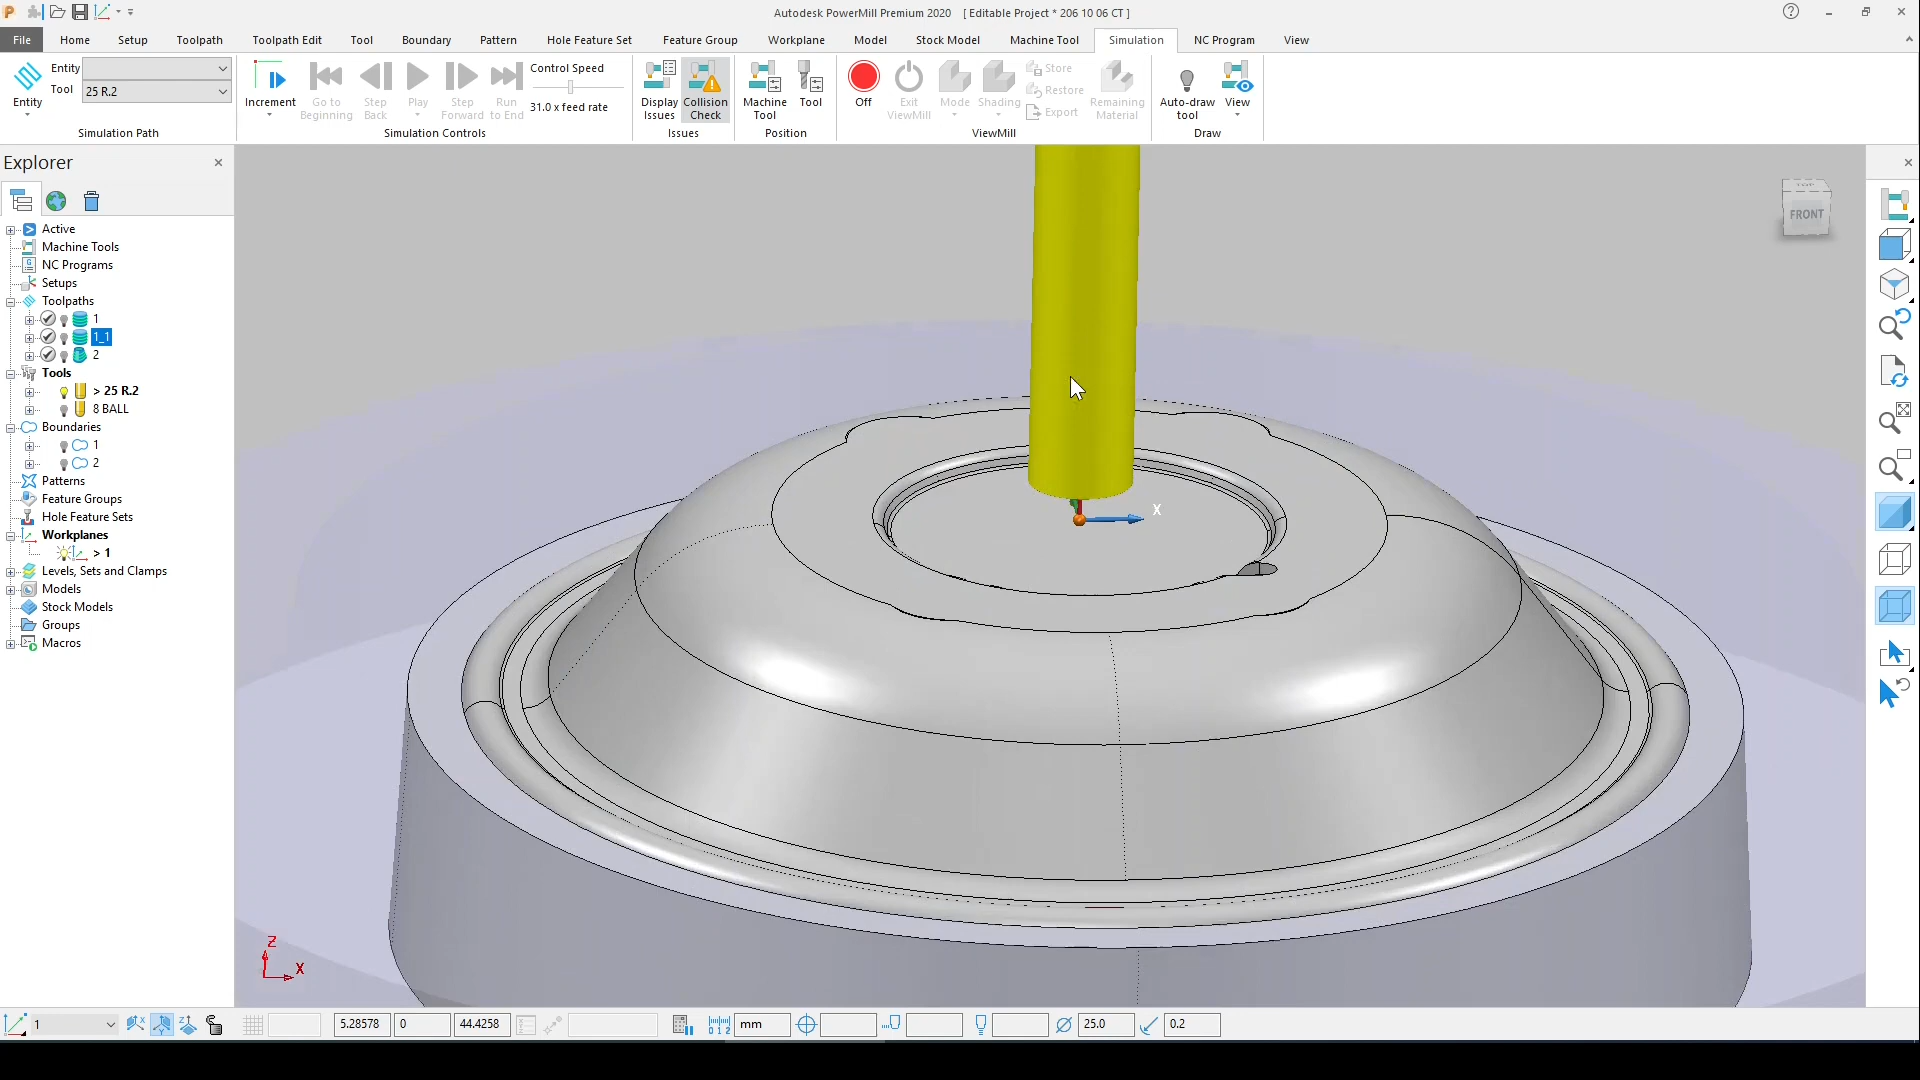 Autodesk PowerMill Premium 2020 [ Editable Project * 206 10 06 CT ]
File Home Setup Toolpath Toolpath Edit Tool Boundary Pattern Hole Feature Set Feature Group Workplane Model Stock Model Machine Tool Simulation NC Program View
Entity
Tool 25 R.2
Entity
Simulation Path
Increment
Go to Beginning
Step Back
Play
Step Forward
Run to End
Control Speed
31.0 x feed rate
Simulation Controls
Display Issues
Collision Check
Issues
Machine Tool
Tool
Position
Off
Exit ViewMill
Mode
Shading
Store
Restore
Export
Remaining Material
ViewMill
Auto-draw tool
View
Draw
Explorer
Active
Machine Tools
NC Programs
Setups
Toolpaths
1
1_1
2
Tools
> 25 R.2
8 BALL
Boundaries
1
2
Patterns
Feature Groups
Hole Feature Sets
Workplanes
> 1
Levels, Sets and Clamps
Models
Stock Models
Groups
Macros
TOP
FRONT
X
Z
X
1 5.28578 0 44.4258 mm 25.0 0.2